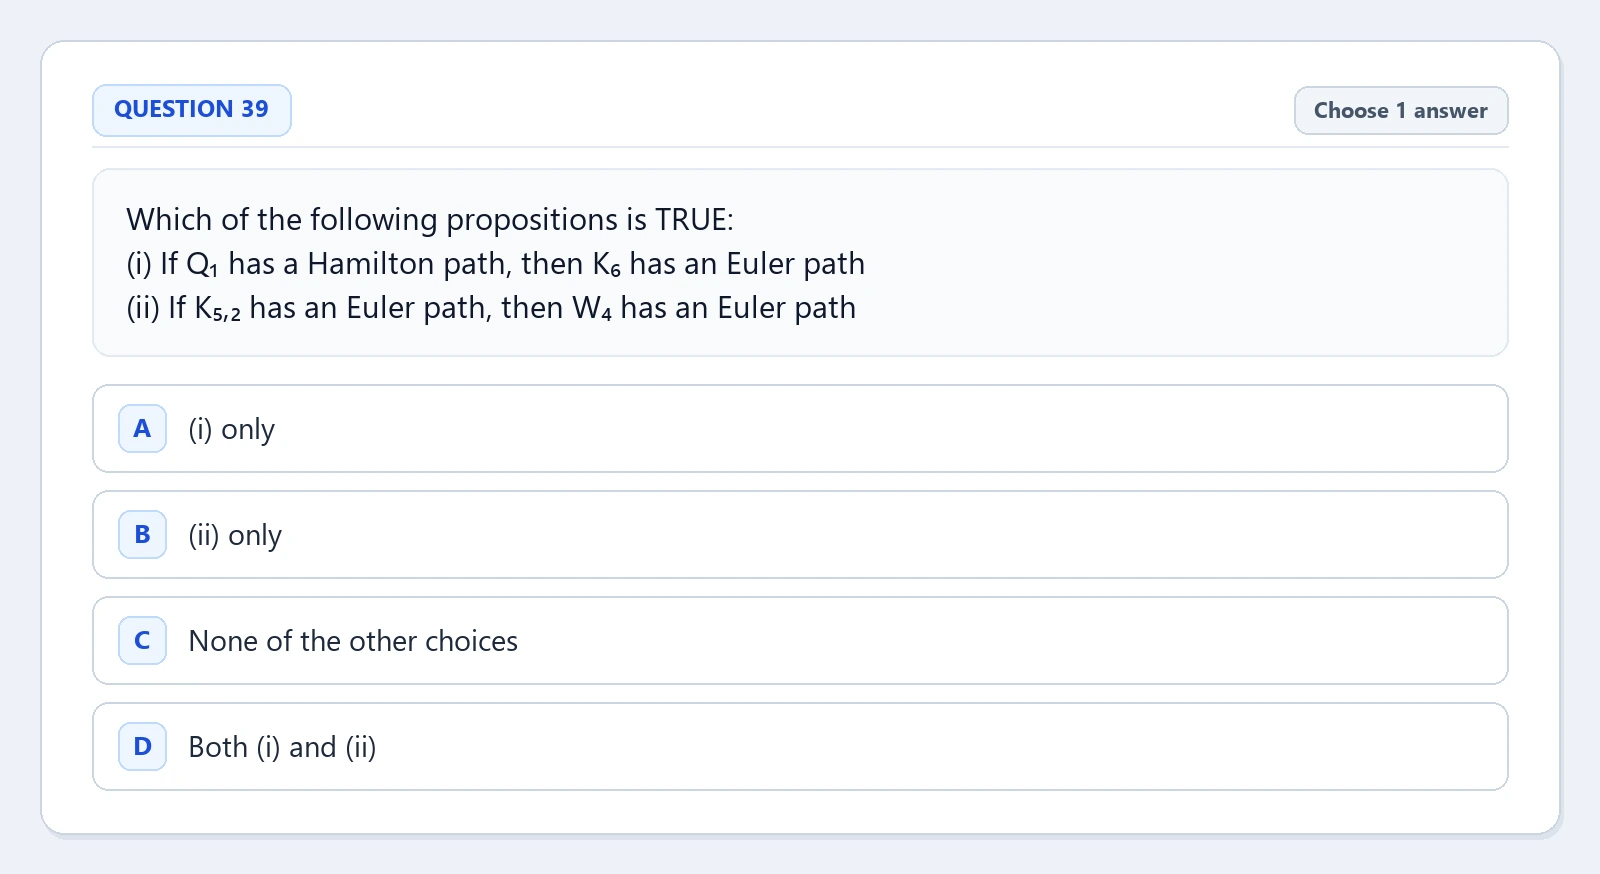 QUESTION 39
Choose 1 answer
Which of the following propositions is TRUE:
(i) If Q₁ has a Hamilton path, then K₆ has an Euler path
(ii) If K₅,₂ has an Euler path, then W₄ has an Euler path
A (i) only
B (ii) only
C None of the other choices
D Both (i) and (ii)